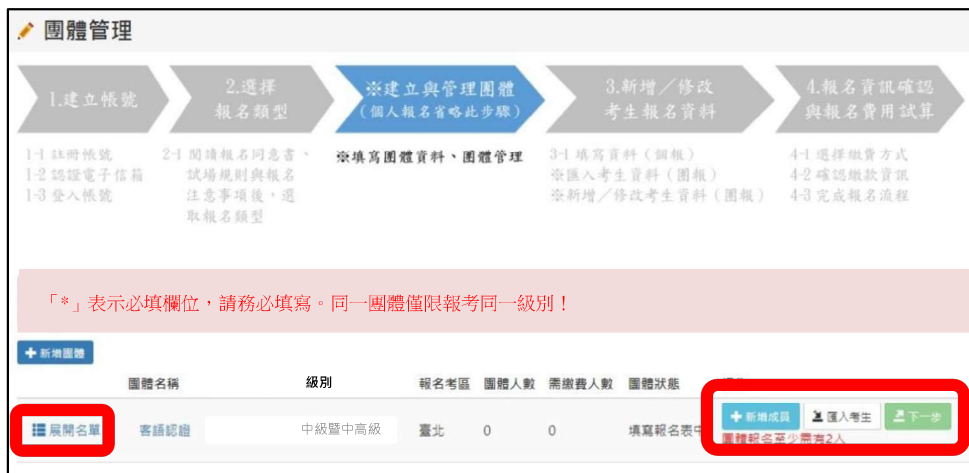 團體管理
1.建立帳號
2.選擇
報名類型
※建立與管理團體
(個人報名省略此步驟)
3.新增／修改
考生報名資料
4.報名資訊確認
與報名費用試算
1-1 註冊帳號
1-2 認證電子信箱
1-3 登入帳號
2-1 閱讀報名同意書、
試場規則與報名
注意事項後，選
取報名類型
※填寫團體資料、團體管理
3-1 填寫資料（個報）
※匯入考生資料（團報）
※新增／修改考生資料（團報）
4-1 選擇繳費方式
4-2 確認繳款資訊
4-3 完成報名流程
「*」表示必填欄位，請務必填寫。同一團體僅限報考同一級別！
新增團體
團體名稱 級別 報名考區 團體人數 需繳費人數 團體狀態
展開名單 客語認證 中級暨中高級 臺北 0 0 填寫報名表中 新增成員 匯入考生 下一步
團體報名至少需有2人